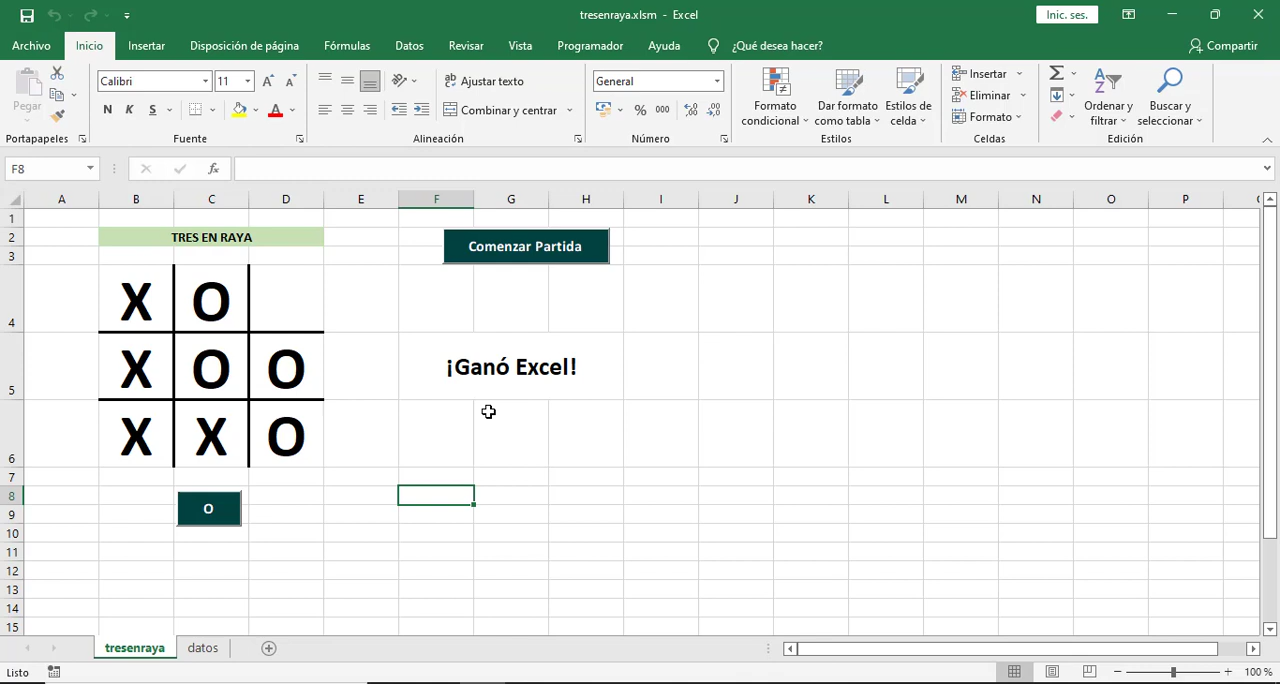 tresenraya.xlsm - Excel
Inic. ses.
Archivo Inicio Insertar Disposición de página Fórmulas Datos Revisar Vista Programador Ayuda ¿Qué desea hacer? Compartir
Pegar
Calibri 11
N K S
Ajustar texto
Combinar y centrar
General
% 000
Formato condicional
Dar formato como tabla
Estilos de celda
Insertar
Eliminar
Formato
Ordenar y filtrar
Buscar y seleccionar
Portapapeles Fuente Alineación Número Estilos Celdas Edición
F8 fx
A B C D E F G H I J K L M N O P
1
2 TRES EN RAYA
Comenzar Partida
3
4 X O
5 X O O
¡Ganó Excel!
6 X X O
7
8
O
9
10
11
12
13
14
15
tresenraya datos
Listo 100 %